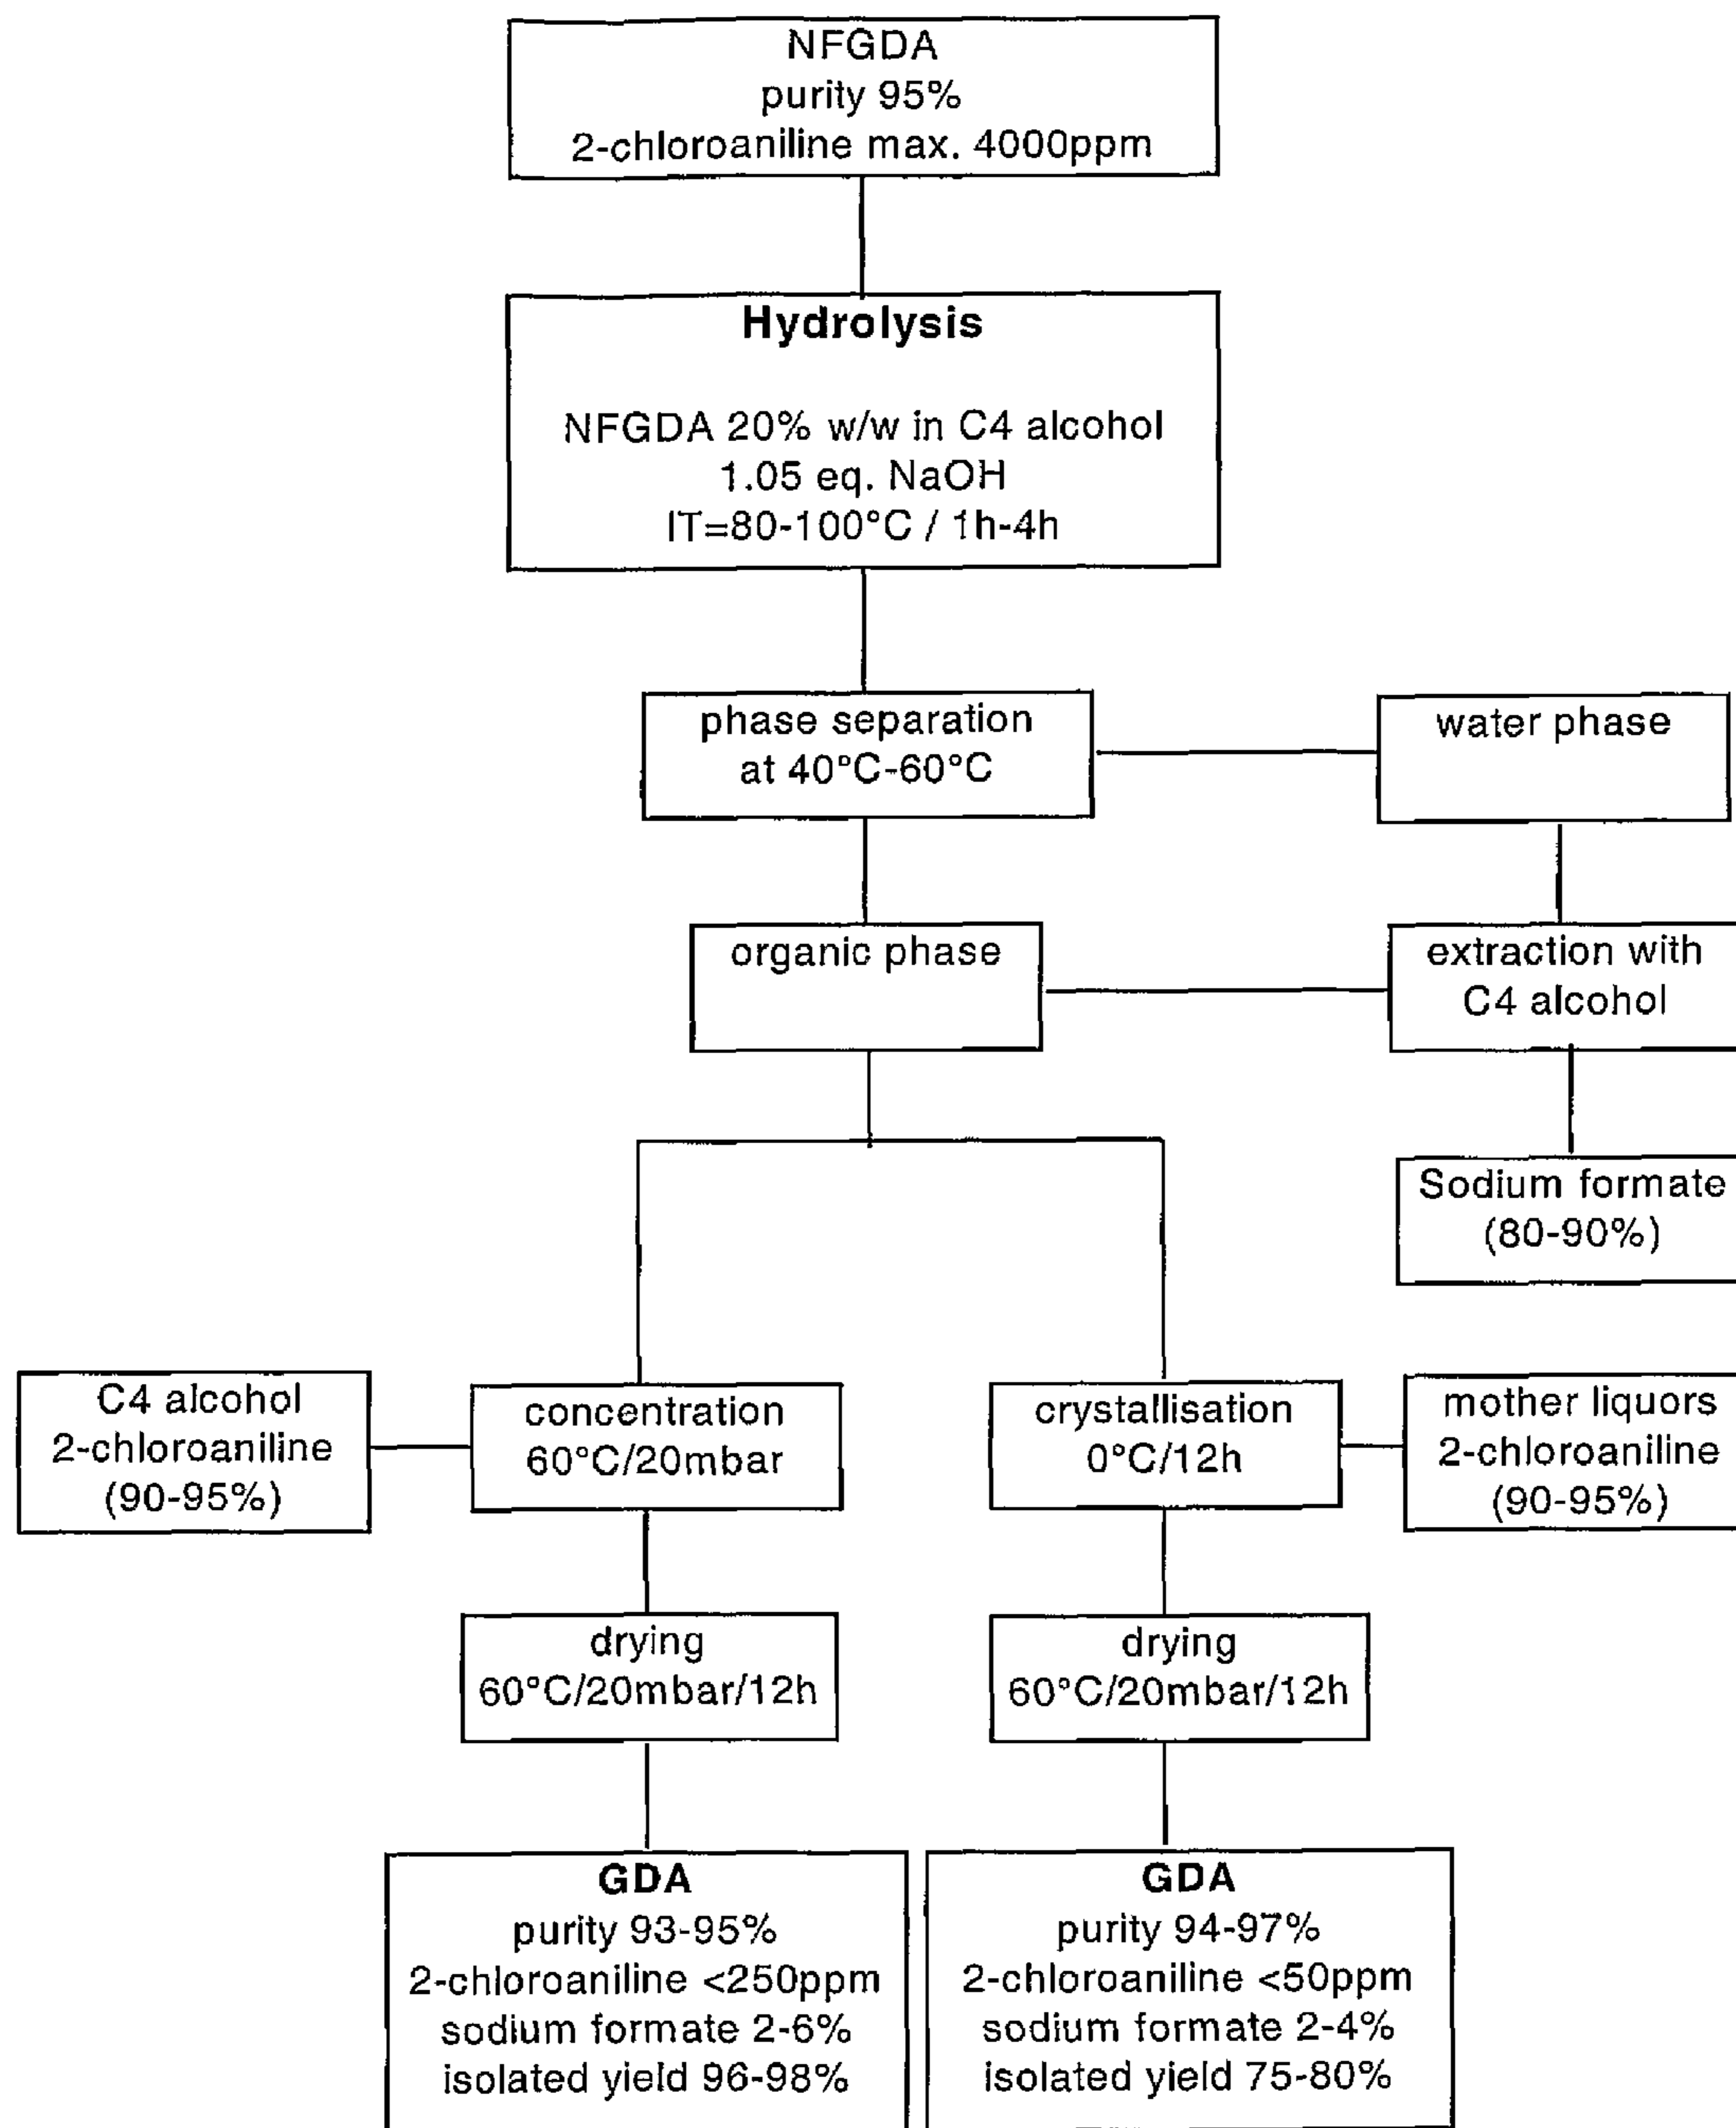 NFGDA
purity 95%
2-chloroaniline max. 4000ppm
Hydrolysis
NFGDA 20% w/w in C4 alcohol
1.05 eq. NaOH
IT=80-100°C / 1h-4h
phase separation
at 40°C-60°C
water phase
organic phase
extraction with
C4 alcohol
Sodium formate
(80-90%)
C4 alcohol
2-chloroaniline
(90-95%)
concentration
60°C/20mbar
crystallisation
0°C/12h
mother liquors
2-chloroaniline
(90-95%)
drying
60°C/20mbar/12h
drying
60°C/20mbar/12h
GDA
purity 93-95%
2-chloroaniline <250ppm
sodium formate 2-6%
isolated yield 96-98%
GDA
purity 94-97%
2-chloroaniline <50ppm
sodium formate 2-4%
isolated yield 75-80%